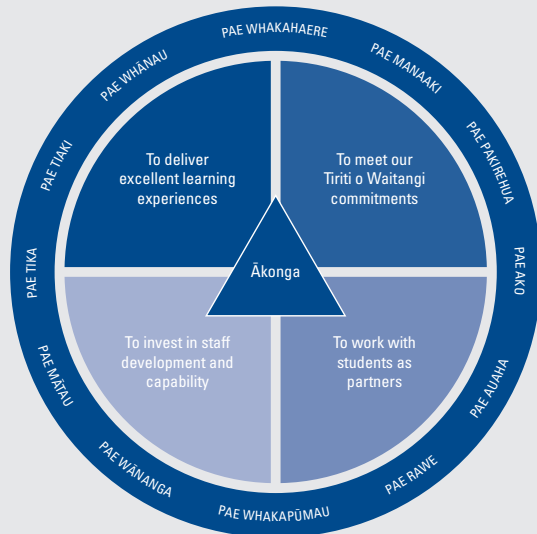 PAE WHAKAHAERE
PAE MANAAKI
PAE PAKIREHUA
PAE AKO
PAE AUAHA
PAE RAWE
PAE WHAKAPŪMAU
PAE WĀNANGA
PAE MĀTAU
PAE TIKA
PAE TIAKI
PAE WHĀNAU
To deliver
excellent learning
experiences
To meet our
Tiriti o Waitangi
commitments
Ākonga
To invest in staff
development and
capability
To work with
students as
partners